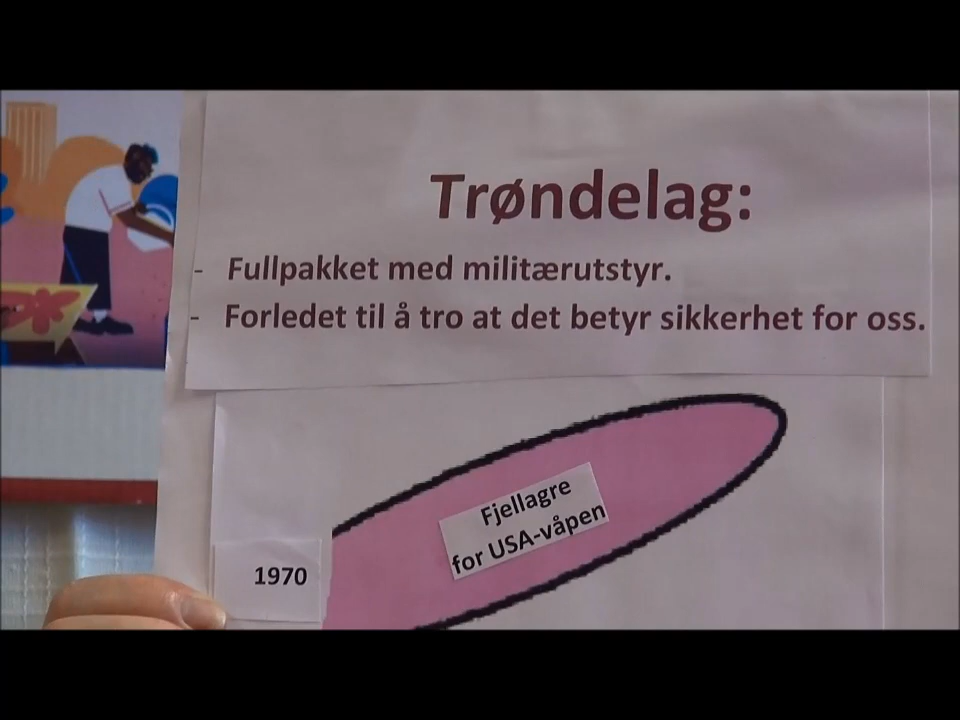 Trøndelag:
- Fullpakket med militærutstyr.
- Forledet til å tro at det betyr sikkerhet for oss.
Fjellagre
for USA-våpen
1970